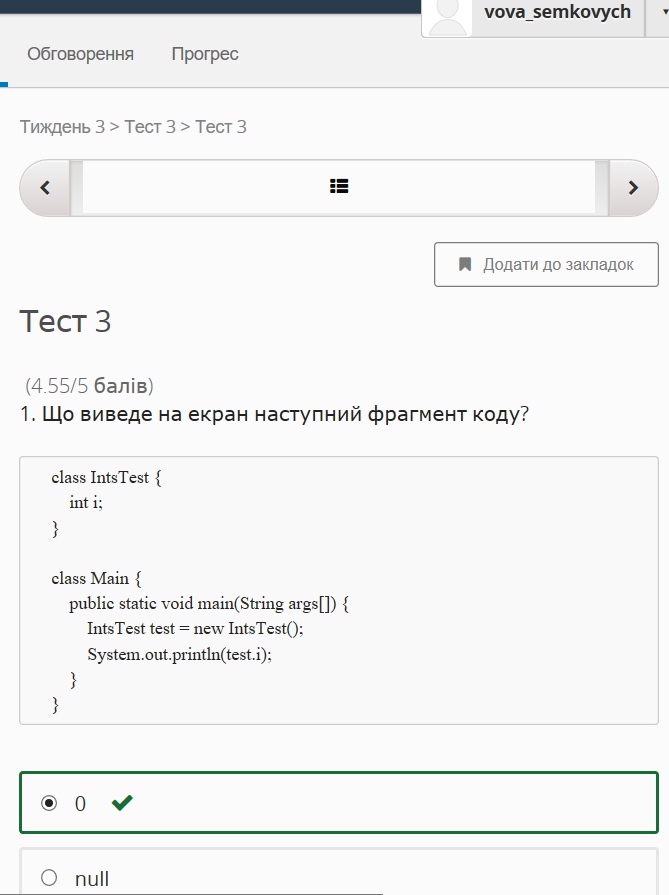 vova_semkovych
Обговорення Прогрес
Тиждень 3 > Тест 3 > Тест 3
Додати до закладок
Тест 3
(4.55/5 балів)
1. Що виведе на екран наступний фрагмент коду?
class IntsTest {
int i;
}
class Main {
public static void main(String args[]) {
IntsTest test = new IntsTest();
System.out.println(test.i);
}
}
0
null